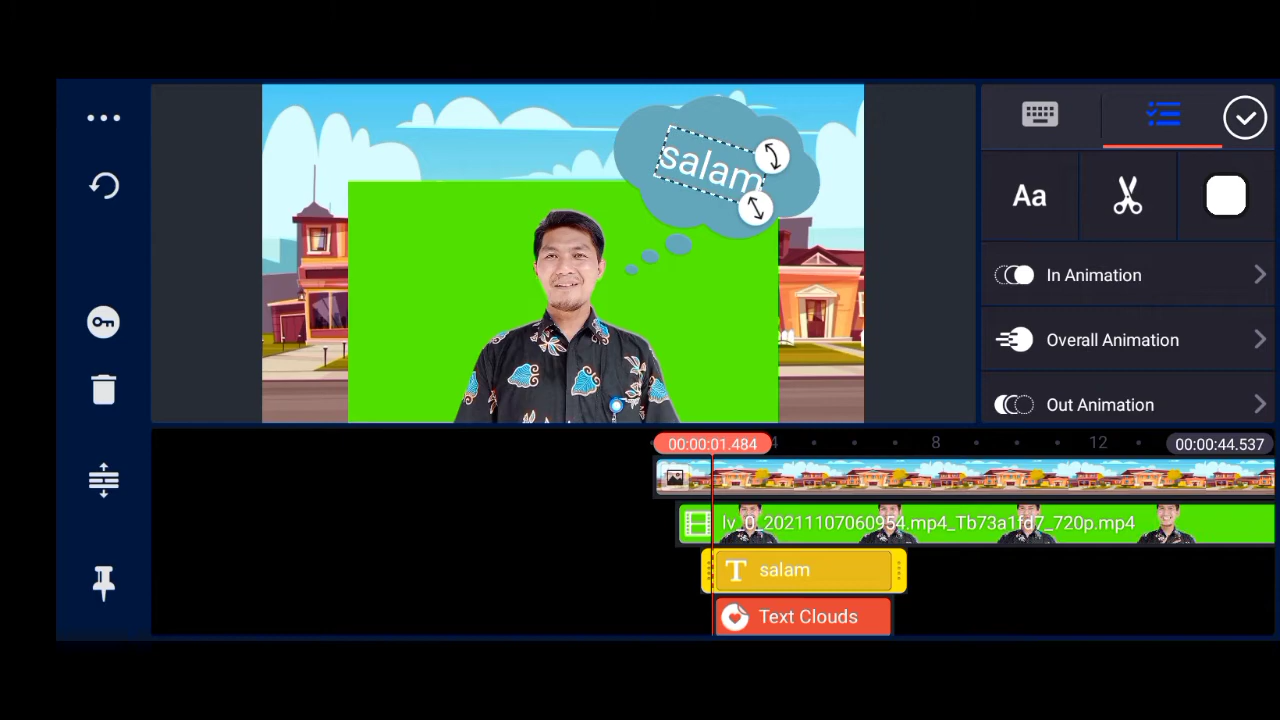 salam
Aa
In Animation
Overall Animation
Out Animation
00:00:01.484
4
8
12
00:00:44.537
lv_0_20211107060954.mp4_Tb73a1fd7_720p.mp4
T salam
Text Clouds